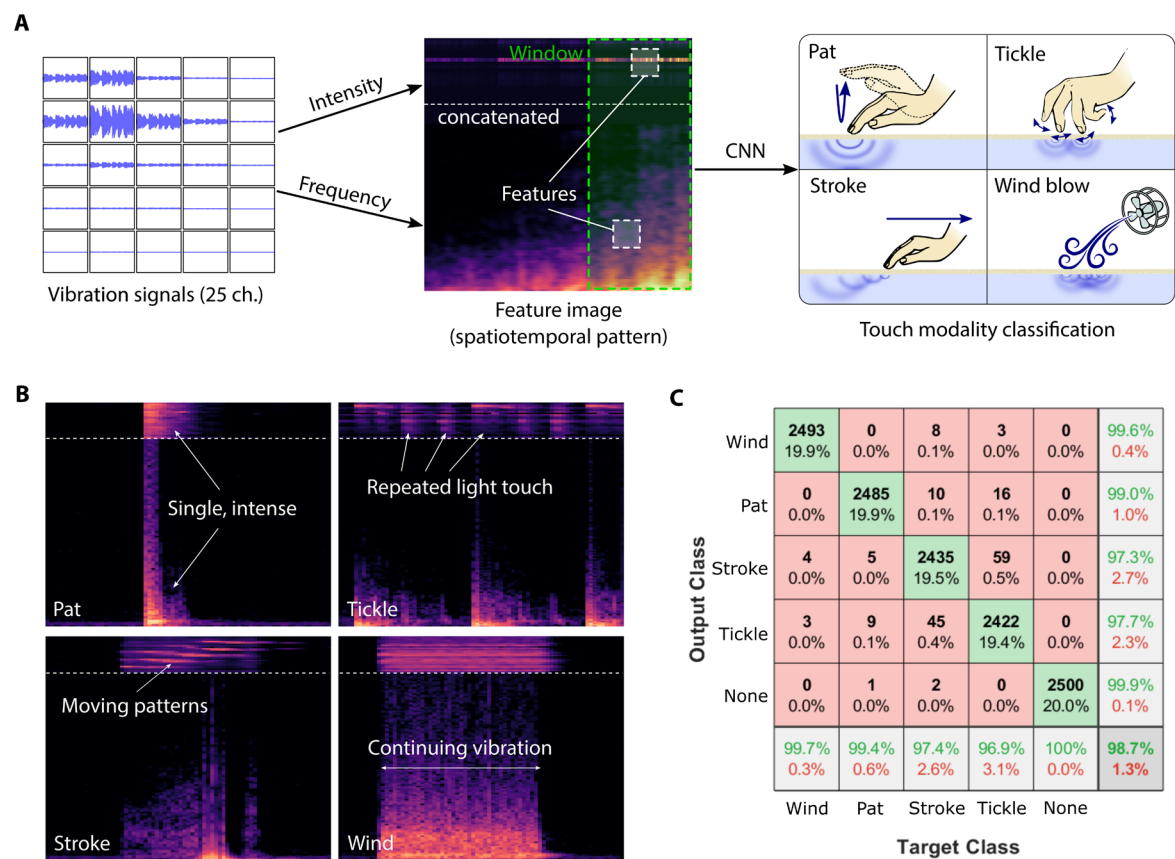 A
Vibration signals (25 ch.)
Intensity
Frequency
Window
concatenated
Features
Feature image
(spatiotemporal pattern)
CNN
Pat
Tickle
Stroke
Wind blow
Touch modality classification
B
Single, intense
Pat
Repeated light touch
Tickle
Moving patterns
Stroke
Continuing vibration
Wind
C
Output Class
Wind
2493 0 8 3 0 99.6%
19.9% 0.0% 0.1% 0.0% 0.0% 0.4%
Pat
0 2485 10 16 0 99.0%
0.0% 19.9% 0.1% 0.1% 0.0% 1.0%
Stroke
4 5 2435 59 0 97.3%
0.0% 0.0% 19.5% 0.5% 0.0% 2.7%
Tickle
3 9 45 2422 0 97.7%
0.0% 0.1% 0.4% 19.4% 0.0% 2.3%
None
0 1 2 0 2500 99.9%
0.0% 0.0% 0.0% 0.0% 20.0% 0.1%
99.7% 99.4% 97.4% 96.9% 100% 98.7%
0.3% 0.6% 2.6% 3.1% 0.0% 1.3%
Wind Pat Stroke Tickle None
Target Class